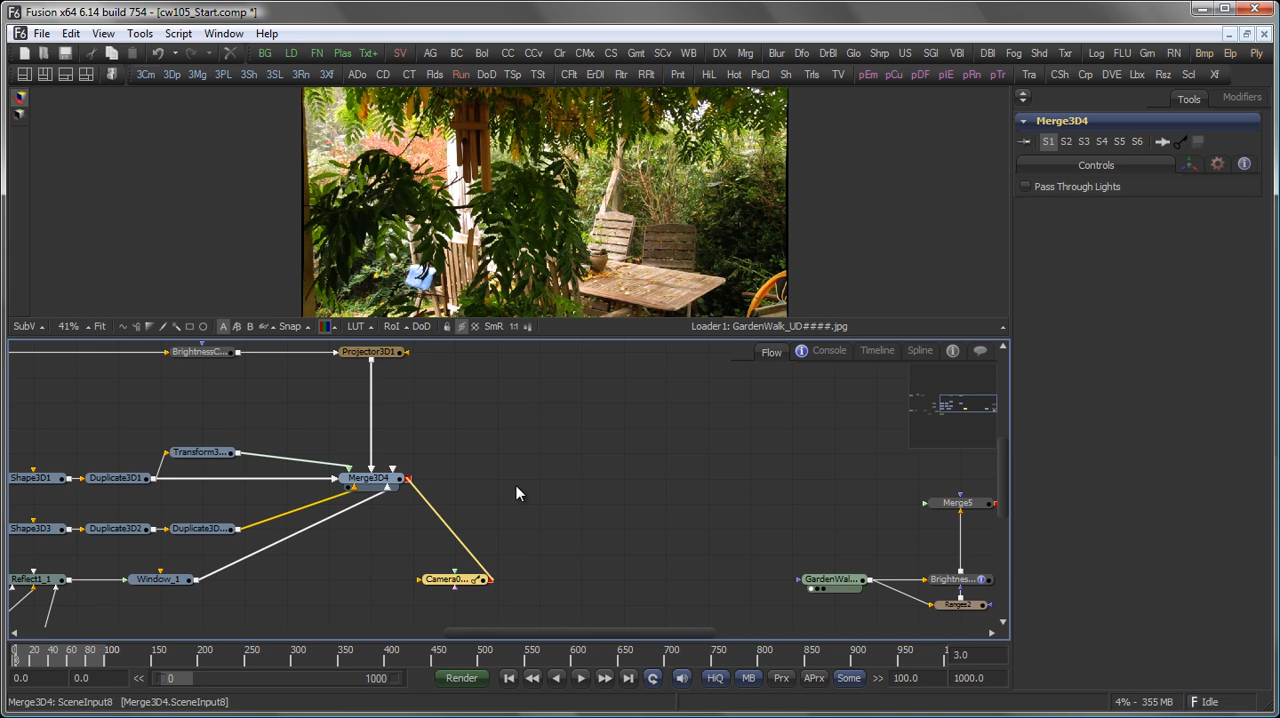 Fusion x64 6.14 build 754 - [cw105_Start.comp *]
File Edit View Tools Script Window Help
BG LD FN Plas Txt+ SV AG BC Bol CC CCv Clr CMx CS Gmt SCv WB DX Mrg Blur Dfo DrBl Glo Shrp US SGl VBl DBl Fog Shd Txr Log FLU Gm RN Bmp Elp Ply
3Cm 3Dp 3Mg 3PL 3Sh 3SL 3Rn 3Xf ADo CD CT Flds Run DoD TSp TSt CFlt ErDl Fltr RFlt Pnt HiL Hot PsCl Sh Trls TV pEm pCu pDF pIE pRn pTr Tra CSh Crp DVE Lbx Rsz Scl Xf
Tools Modifiers
Merge3D4
S1 S2 S3 S4 S5 S6
Controls
Pass Through Lights
SubV 41% Fit A B Snap LUT RoI DoD SmR 1:1 Loader1: GardenWalk_UD####.jpg
Flow Console Timeline Spline
BrightnessC... Projector3D1
Transform3...
Shape3D1 Duplicate3D1 Merge3D4
Merge5
Shape3D3 Duplicate3D2 Duplicate3D...
Reflect1_1 Window_1 Camera0... GardenWal... Brightnes...
Ranges2
0 20 40 60 80 100 150 200 250 300 350 400 450 500 550 600 650 700 750 800 850 900 950 1 3.0
0.0 0.0 << 0 1000 Render HiQ MB Prx APrx Some >> 100.0 1000.0
Merge3D4: SceneInput8 [Merge3D4.SceneInput8] 4% - 355 MB Idle